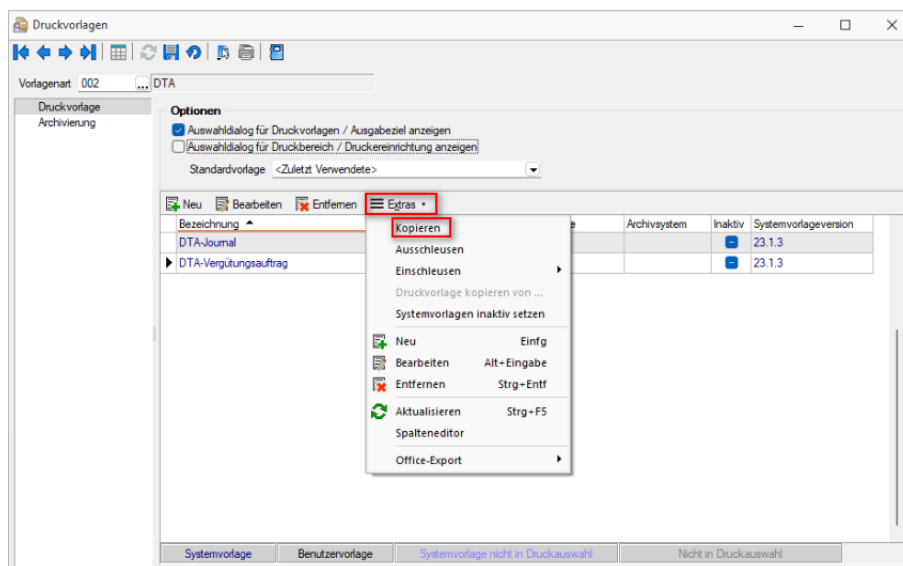 Druckvorlagen
Vorlagenart 002 ... DTA
Druckvorlage
Archivierung
Optionen
Auswahldialog für Druckvorlagen / Ausgabeziel anzeigen
Auswahldialog für Druckbereich / Druckereinrichtung anzeigen
Standardvorlage <Zuletzt Verwendete>
Neu Bearbeiten Entfernen Extras
Bezeichnung Archivsystem Inaktiv Systemvorlageversion
DTA-Journal 23.1.3
DTA-Vergütungsauftrag 23.1.3
Kopieren
Ausschleusen
Einschleusen
Druckvorlage kopieren von ...
Systemvorlagen inaktiv setzen
Neu Einfg
Bearbeiten Alt+Eingabe
Entfernen Strg+Entf
Aktualisieren Strg+F5
Spalteneditor
Office-Export
Systemvorlage Benutzervorlage Systemvorlage nicht in Druckauswahl Nicht in Druckauswahl